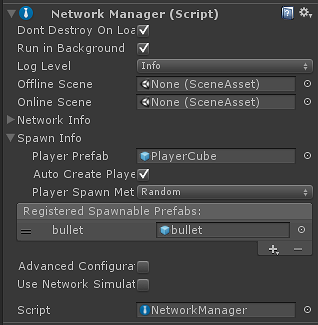 Network Manager (Script)
Dont Destroy On Loa
Run in Background
Log Level Info
Offline Scene None (SceneAsset)
Online Scene None (SceneAsset)
Network Info
Spawn Info
Player Prefab PlayerCube
Auto Create Playe
Player Spawn Met Random
Registered Spawnable Prefabs:
bullet bullet
Advanced Configurat
Use Network Simulat
Script NetworkManager